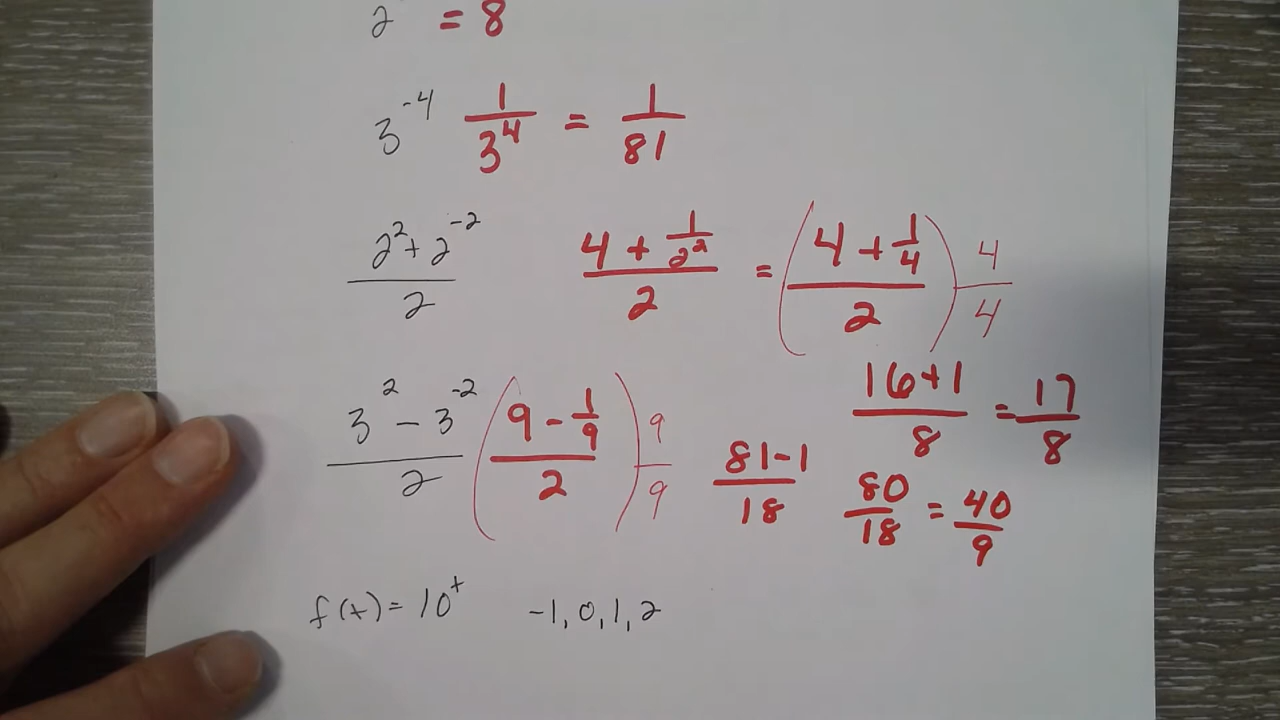 2 = 8
3^-4 1/3^4 = 1/81
(2^2 + 2^-2)/2 (4 + 1/2^2)/2 = ((4 + 1/4)/2) 4/4
(16+1)/8 = 17/8
(3^2 - 3^-2)/2 ((9 - 1/9)/2) 9/9 (81-1)/18 80/18 = 40/9
f(t) = 10^t -1, 0, 1, 2